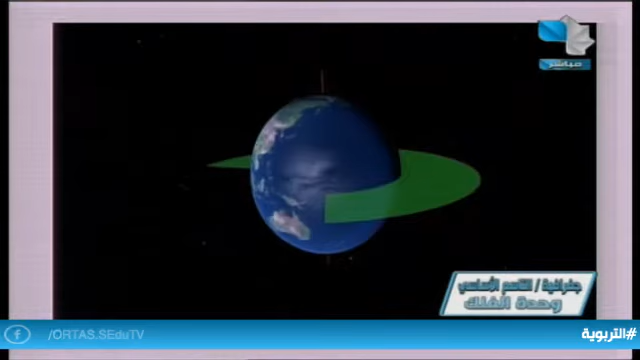 مباشر
جغرافية / التاسع الأساسي
وحدة الفلك
/ORTAS.SEduTV
#التربوية